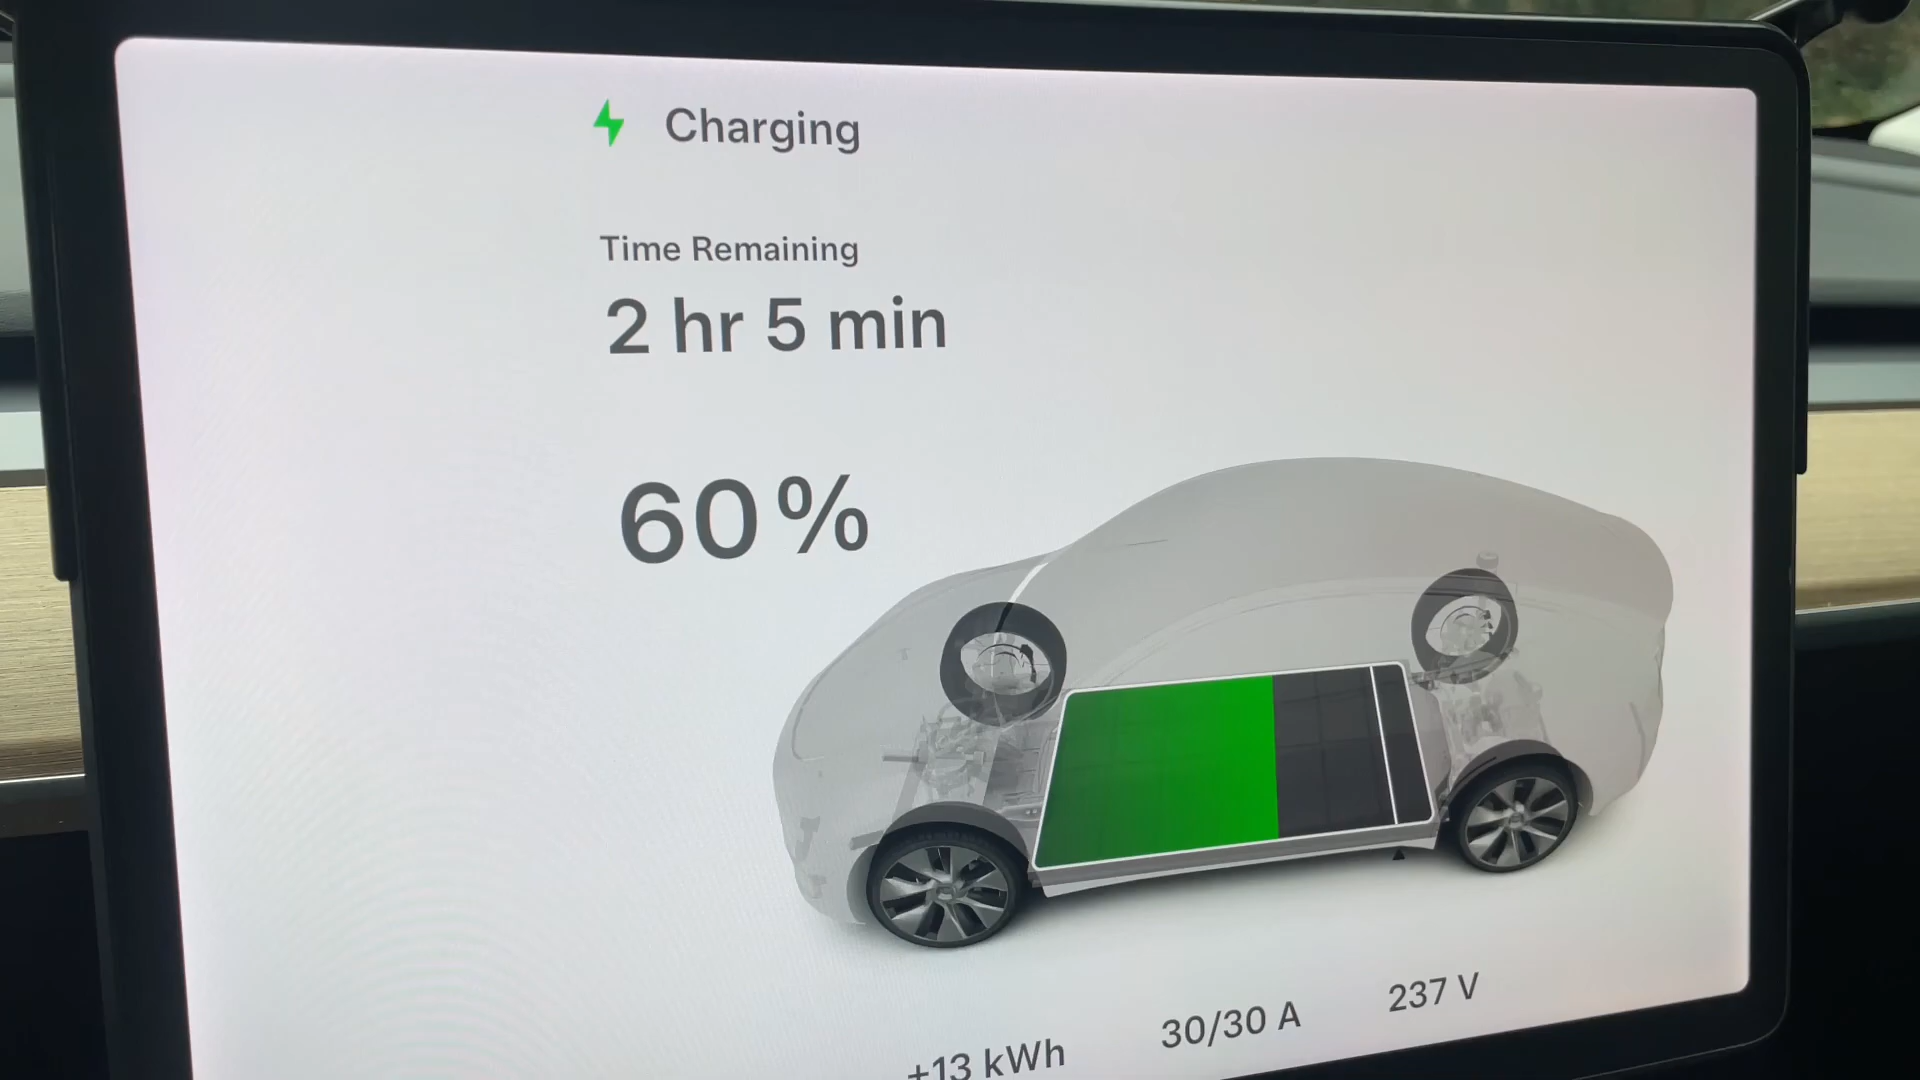 Charging
Time Remaining
2 hr 5 min
60%
+13 kWh
30/30 A
237 V